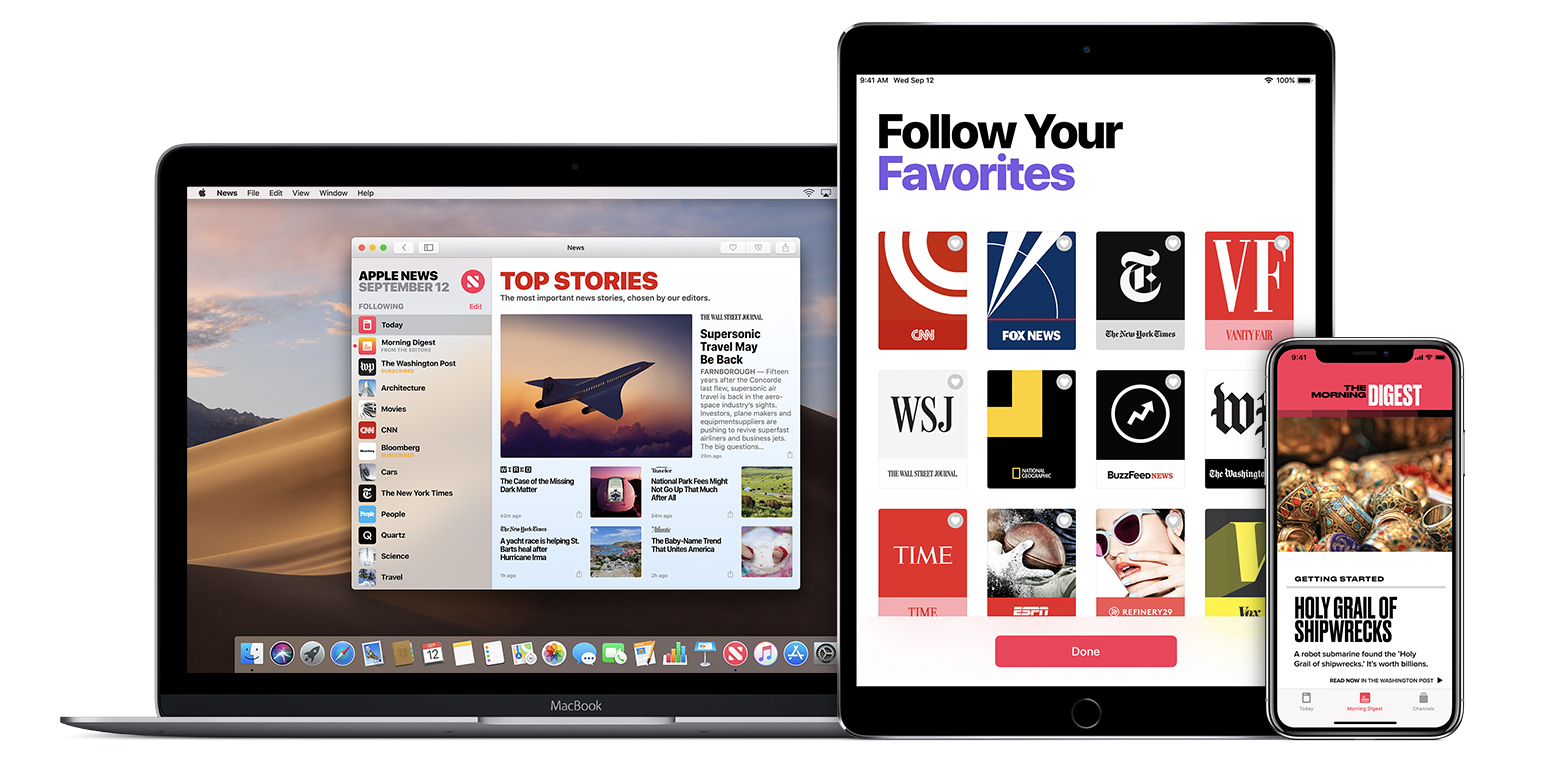 News File Edit View Window Help
News
APPLE NEWS
SEPTEMBER 12
FOLLOWING Edit
Today
Morning Digest
FROM THE EDITORS
The Washington Post
SUBSCRIBED
Architecture
Movies
CNN
CNN
Bloomberg
SUBSCRIBED
Cars
The New York Times
People
People
Quartz
Science
Travel
TOP STORIES
The most important news stories, chosen by our editors.
THE WALL STREET JOURNAL.
Supersonic
Travel May
Be Back
FARNBOROUGH — Fifteen
years after the Concorde
last flew, supersonic air
travel is back in the aero-
space industry's sights.
Investors, plane makers and
equipmentsuppliers are
pushing to revive superfast
airliners and business jets.
The big questions...
20m ago
WIRED
The Case of the Missing
Dark Matter
43m ago
Traveler
National Park Fees Might
Not Go Up That Much
After All
54m ago
The New York Times
A yacht race is helping St.
Barts heal after
Hurricane Irma
1h ago
Atlantic
The Baby-Name Trend
That Unites America
2h ago
SEP
12
MacBook
9:41 AM Wed Sep 12
100%
Follow Your
Favorites
CNN
FOX NEWS
T
The New York Times
VF
VANITY FAIR
WSJ
THE WALL STREET JOURNAL.
NATIONAL
GEOGRAPHIC
BuzzFeed NEWS
wp
The Washington
TIME
TIME
ESPN
REFINERY29
V
Vox
Done
9:41
THE
MORNING DIGEST
GETTING STARTED
HOLY GRAIL OF
SHIPWRECKS
A robot submarine found the 'Holy
Grail of shipwrecks.' It's worth billions.
READ NOW IN THE WASHINGTON POST
Today Morning Digest Channels